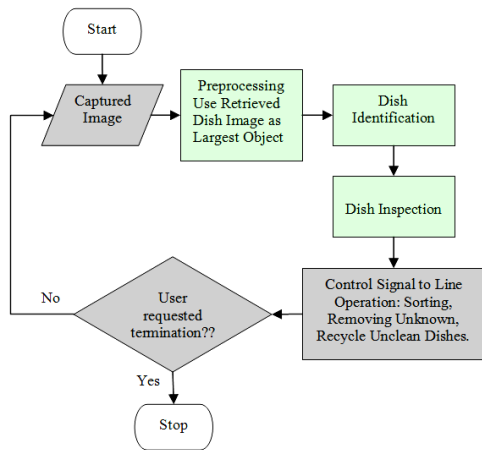 Start
Captured
Image
Preprocessing
Use Retrieved
Dish Image as
Largest Object
Dish
Identification
Dish Inspection
Control Signal to Line
Operation: Sorting,
Removing Unknown,
Recycle Unclean Dishes.
User
requested
termination??
No
Yes
Stop